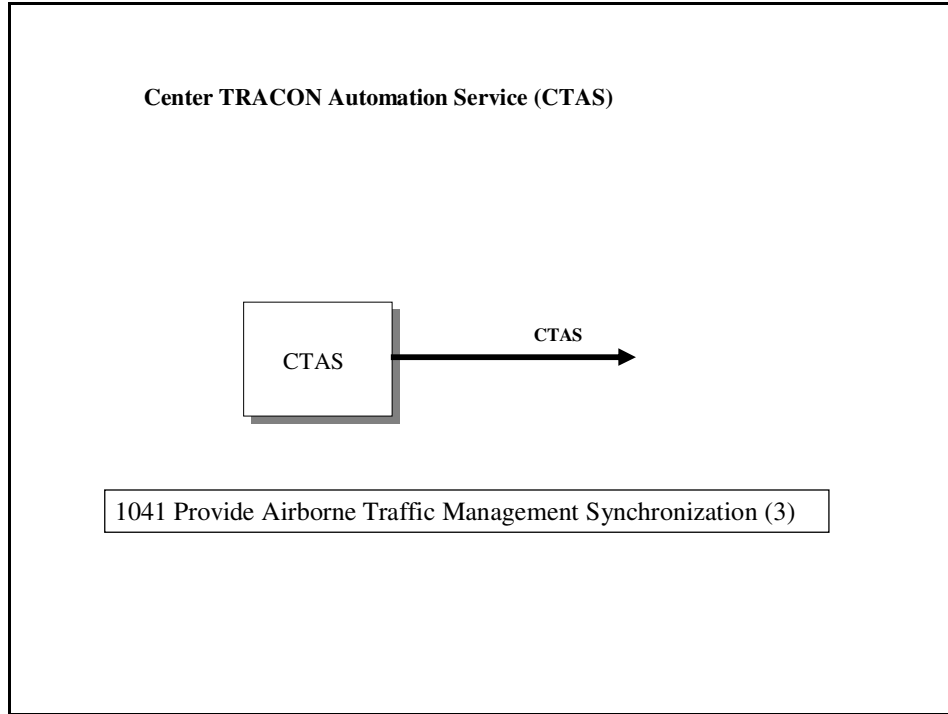 Center TRACON Automation Service (CTAS)
CTAS
CTAS
1041 Provide Airborne Traffic Management Synchronization (3)